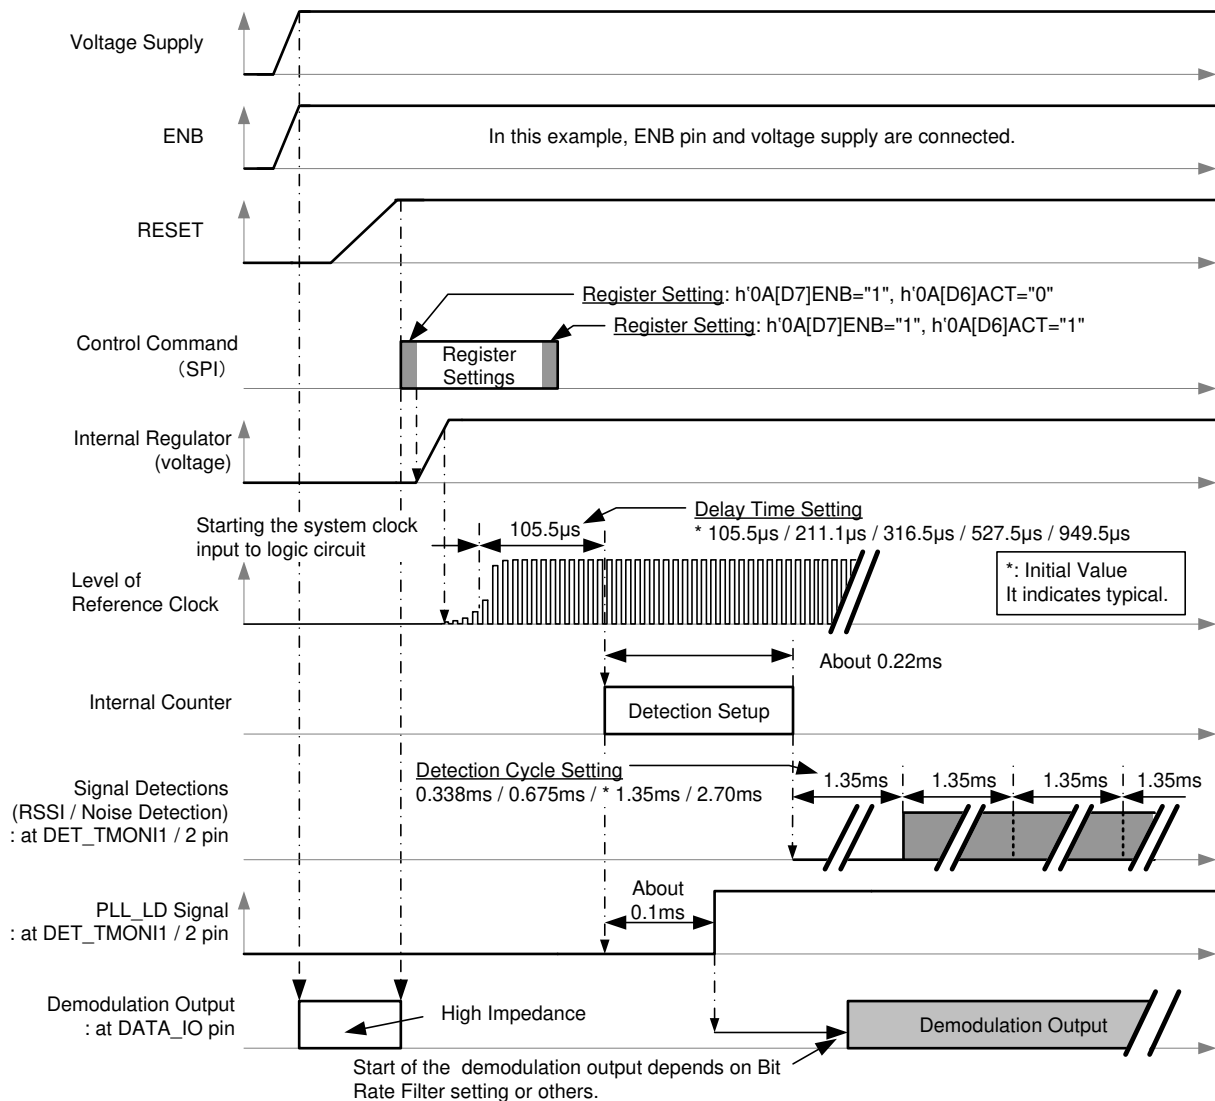 Voltage Supply
ENB
In this example, ENB pin and voltage supply are connected.
RESET
Register Setting: h'0A[D7]ENB="1", h'0A[D6]ACT="0"
Register Setting: h'0A[D7]ENB="1", h'0A[D6]ACT="1"
Control Command
(SPI)
Register
Settings
Internal Regulator
(voltage)
Starting the system clock
input to logic circuit
105.5µs
Delay Time Setting
* 105.5µs / 211.1µs / 316.5µs / 527.5µs / 949.5µs
*: Initial Value
It indicates typical.
Level of
Reference Clock
About 0.22ms
Internal Counter
Detection Setup
Detection Cycle Setting
0.338ms / 0.675ms / * 1.35ms / 2.70ms
1.35ms
1.35ms
1.35ms
1.35ms
Signal Detections
(RSSI / Noise Detection)
: at DET_TMONI1 / 2 pin
About
0.1ms
PLL_LD Signal
: at DET_TMONI1 / 2 pin
Demodulation Output
: at DATA_IO pin
High Impedance
Demodulation Output
Start of the demodulation output depends on Bit
Rate Filter setting or others.